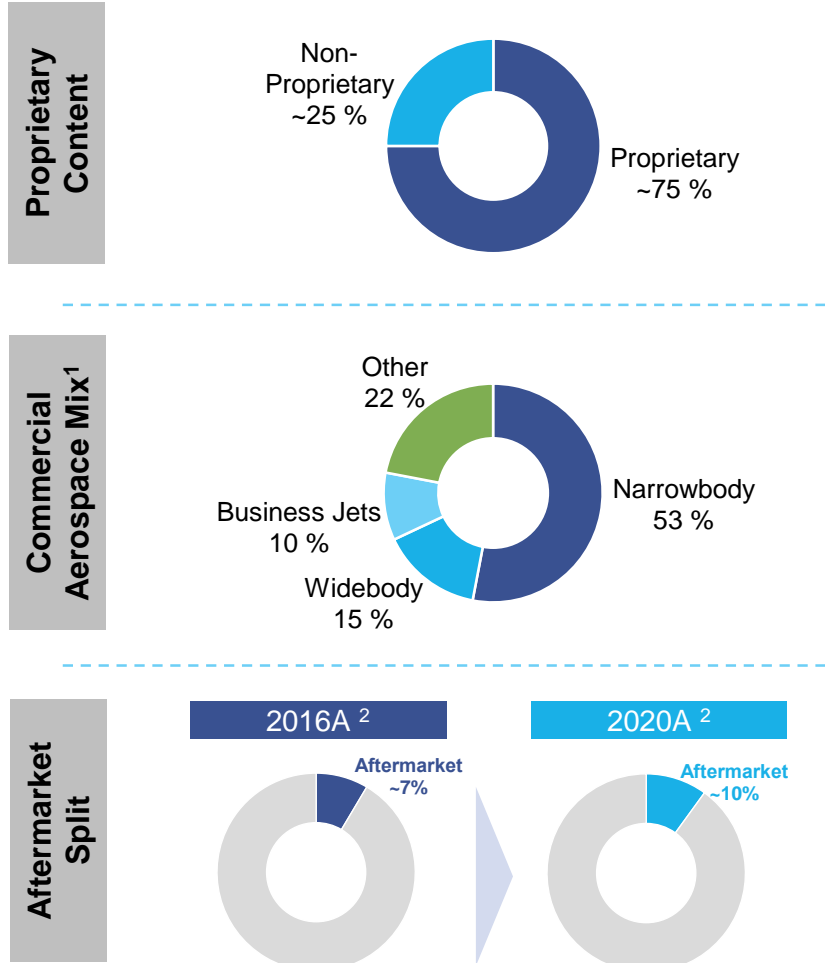 Proprietary
Content
Non-
Proprietary
~25 %
Proprietary
~75 %
Commercial
Aerospace Mix¹
Other
22 %
Narrowbody
53 %
Business Jets
10 %
Widebody
15 %
Aftermarket
Split
2016A ²
Aftermarket
~7%
2020A ²
Aftermarket
~10%